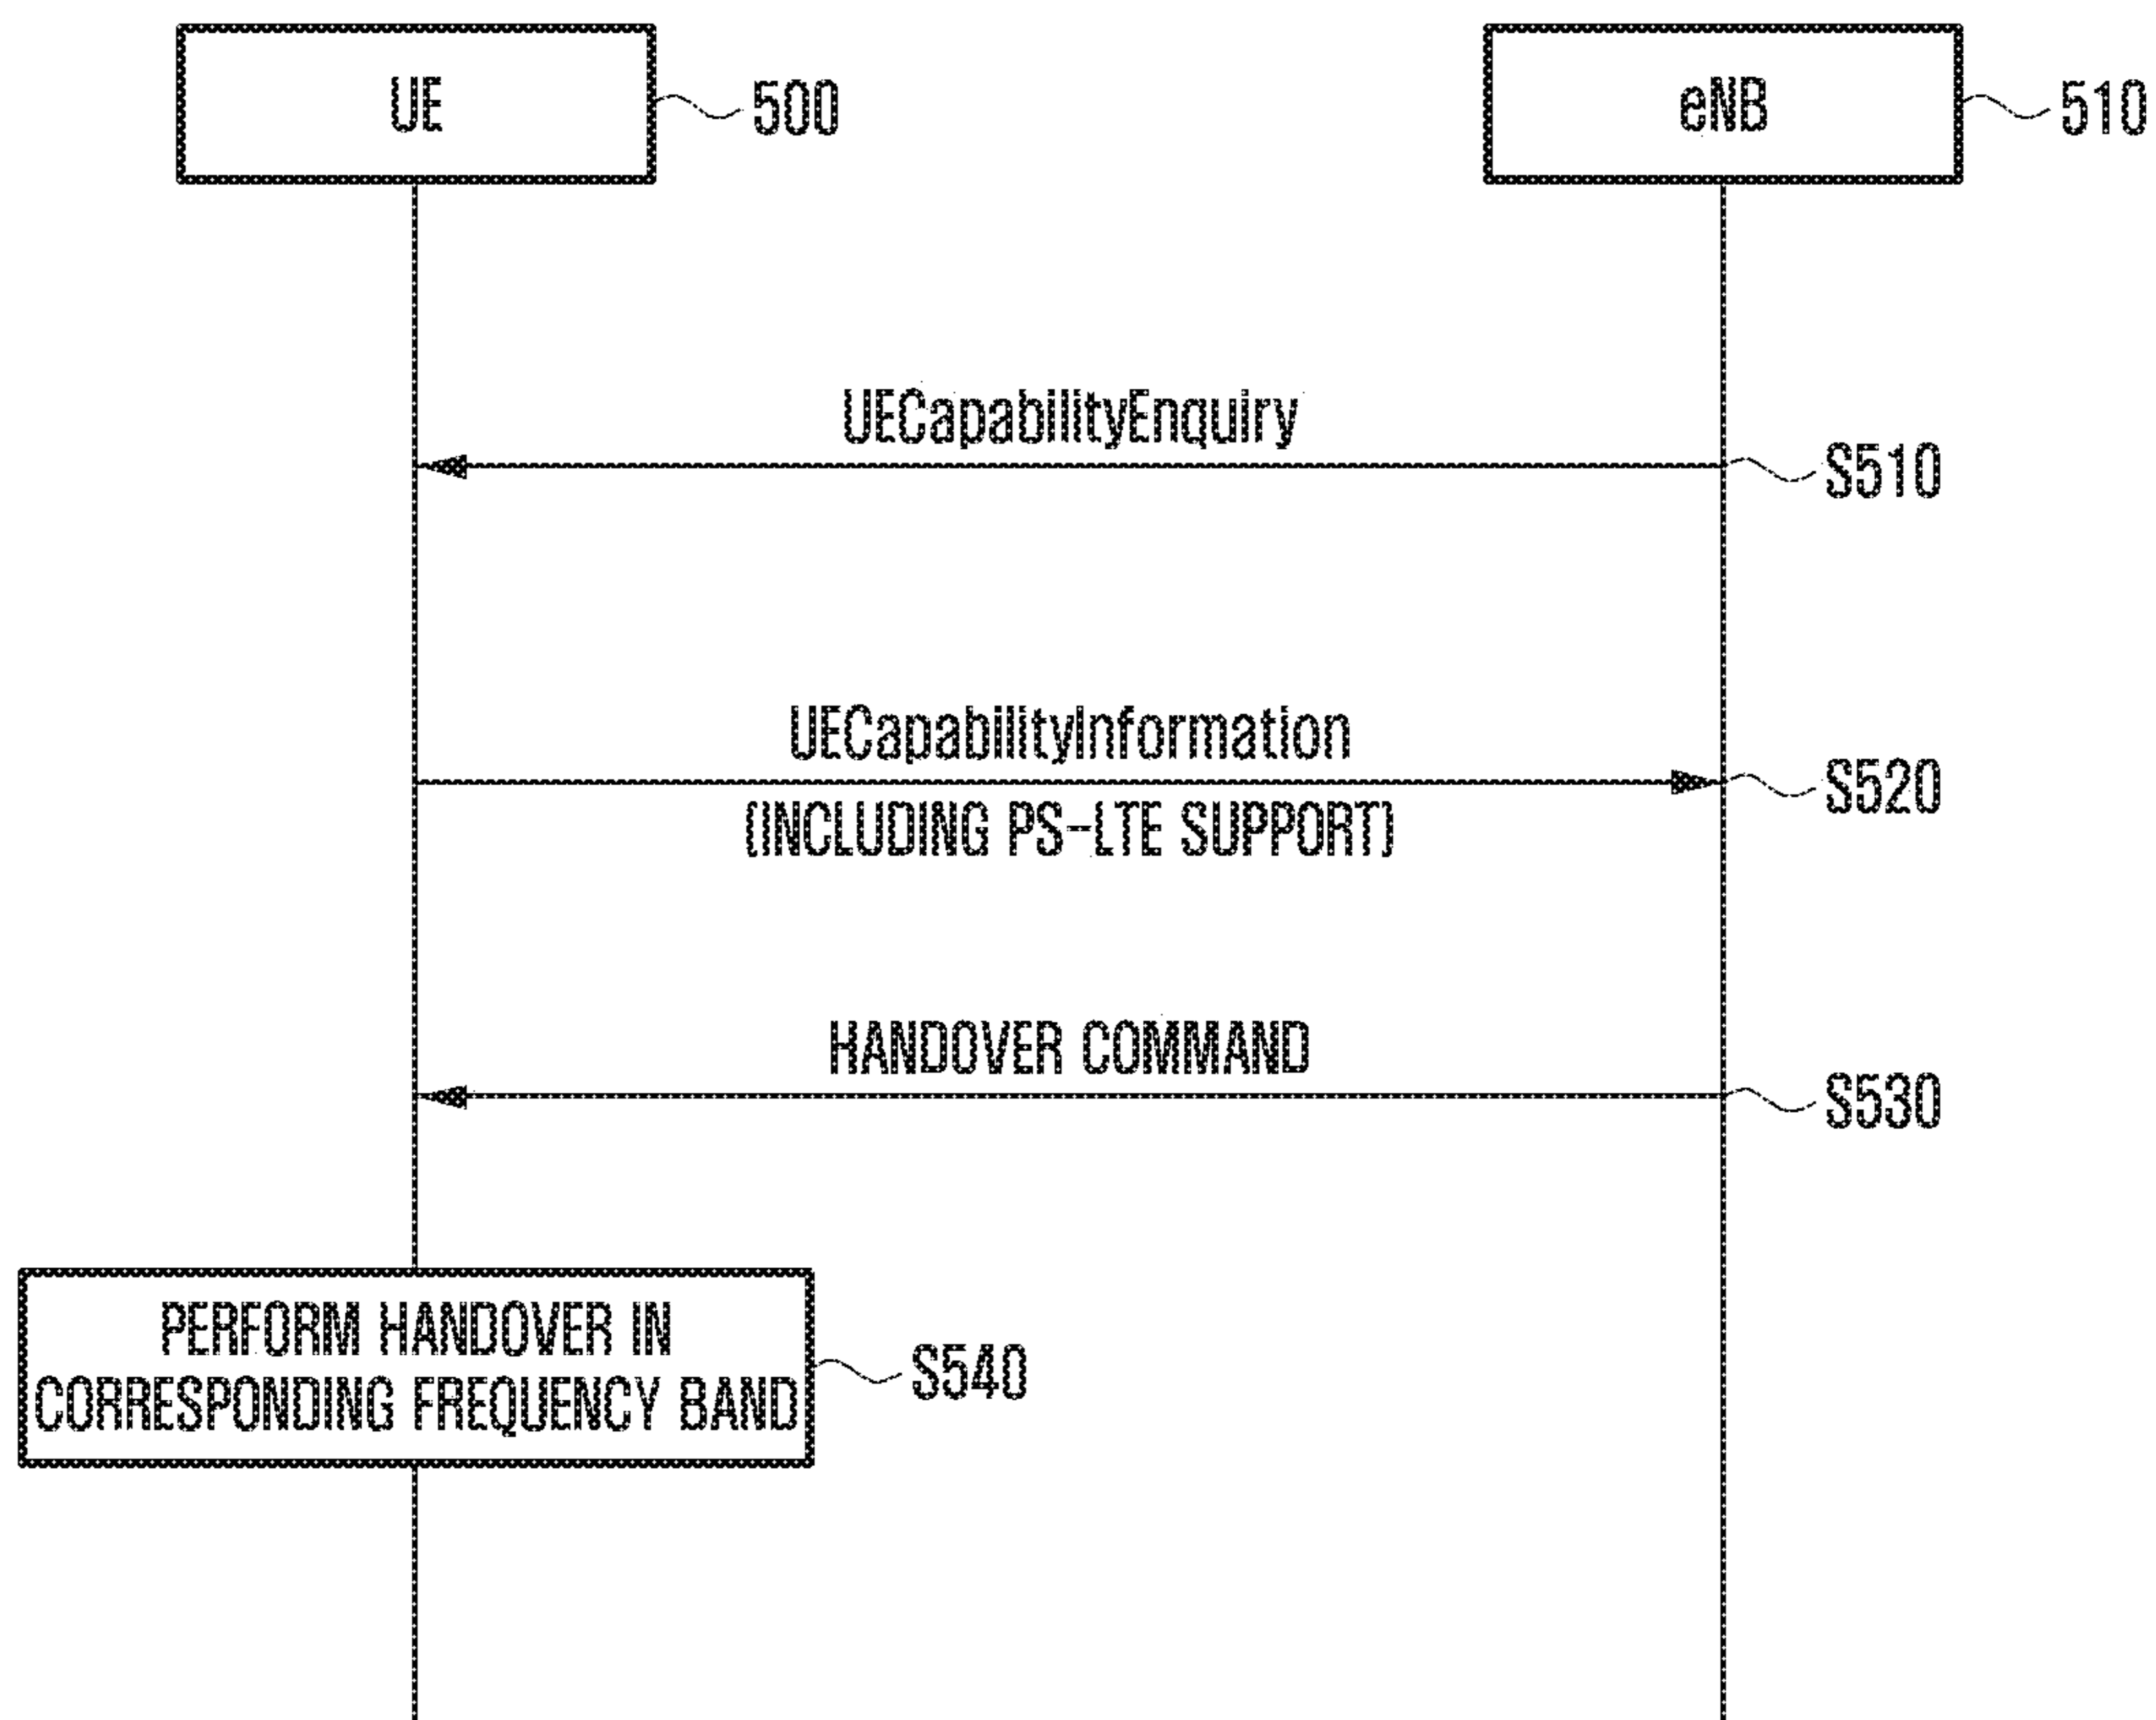 UE
500
eNB
510
UECapabilityEnquiry
S510
UECapabilityInformation
S520
(INCLUDING PS-LTE SUPPORT)
HANDOVER COMMAND
S530
PERFORM HANDOVER IN
CORRESPONDING FREQUENCY BAND
S540